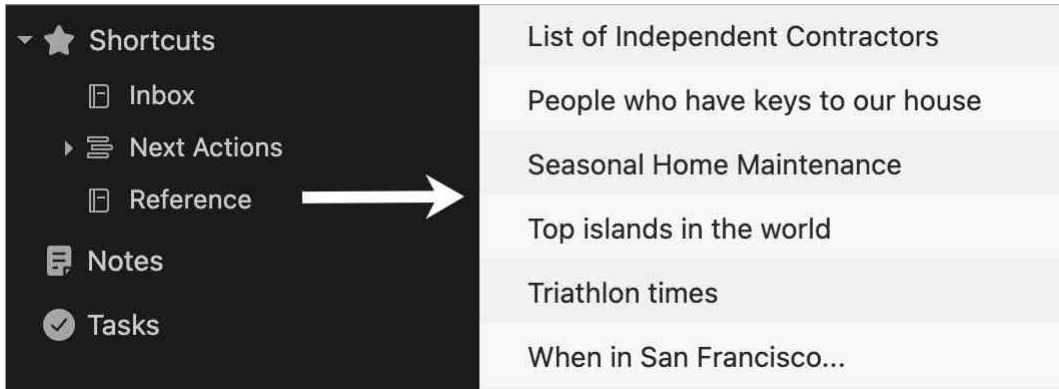 Shortcuts
Inbox
Next Actions
Reference
Notes
Tasks
List of Independent Contractors
People who have keys to our house
Seasonal Home Maintenance
Top islands in the world
Triathlon times
When in San Francisco...